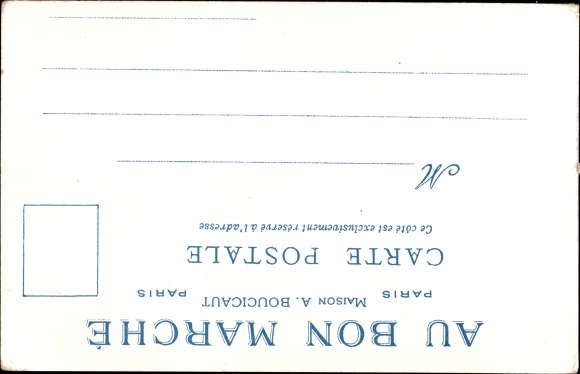 AU BON MARCHÉ
PARIS MAISON A. BOUCICAUT PARIS
CARTE POSTALE
Ce côté est exclusivement réservé à l'adresse
M